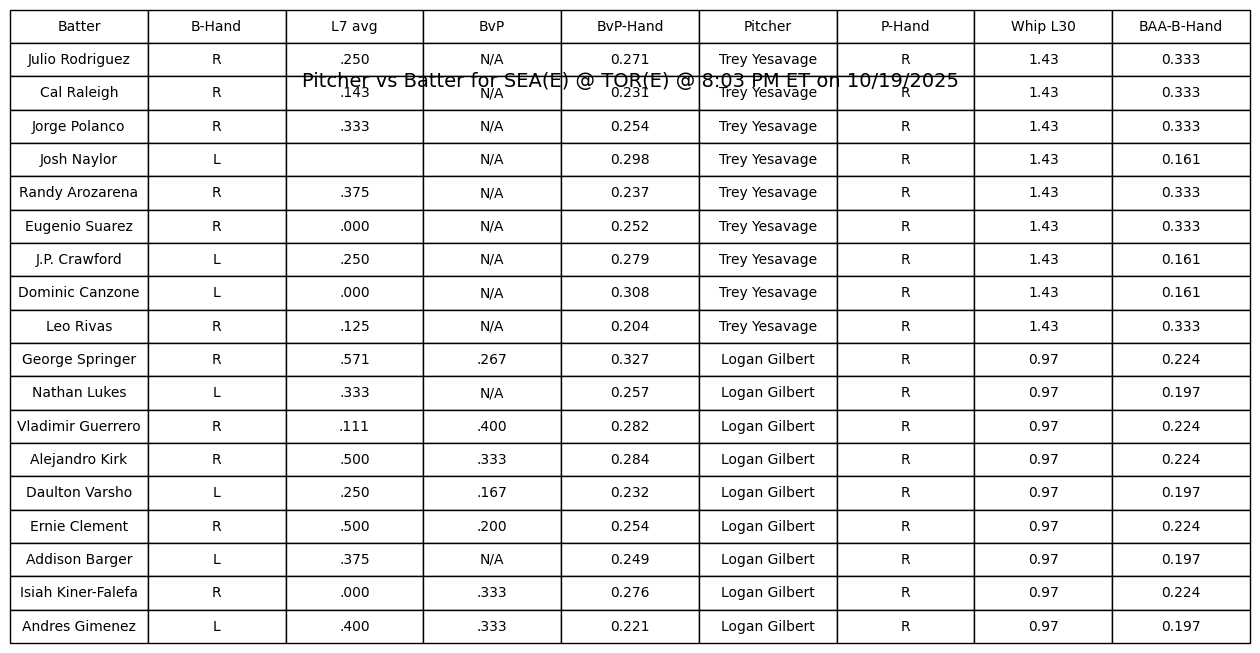 Batter B-Hand L7 avg BvP BvP-Hand Pitcher P-Hand Whip L30 BAA-B-Hand
Julio Rodriguez R .250 N/A 0.271 Trey Yesavage R 1.43 0.333
Pitcher vs Batter for SEA(E) @ TOR(E) @ 8:03 PM ET on 10/19/2025
Cal Raleigh R .143 N/A 0.231 Trey Yesavage R 1.43 0.333
Jorge Polanco R .333 N/A 0.254 Trey Yesavage R 1.43 0.333
Josh Naylor L N/A 0.298 Trey Yesavage R 1.43 0.161
Randy Arozarena R .375 N/A 0.237 Trey Yesavage R 1.43 0.333
Eugenio Suarez R .000 N/A 0.252 Trey Yesavage R 1.43 0.333
J.P. Crawford L .250 N/A 0.279 Trey Yesavage R 1.43 0.161
Dominic Canzone L .000 N/A 0.308 Trey Yesavage R 1.43 0.161
Leo Rivas R .125 N/A 0.204 Trey Yesavage R 1.43 0.333
George Springer R .571 .267 0.327 Logan Gilbert R 0.97 0.224
Nathan Lukes L .333 N/A 0.257 Logan Gilbert R 0.97 0.197
Vladimir Guerrero R .111 .400 0.282 Logan Gilbert R 0.97 0.224
Alejandro Kirk R .500 .333 0.284 Logan Gilbert R 0.97 0.224
Daulton Varsho L .250 .167 0.232 Logan Gilbert R 0.97 0.197
Ernie Clement R .500 .200 0.254 Logan Gilbert R 0.97 0.224
Addison Barger L .375 N/A 0.249 Logan Gilbert R 0.97 0.197
Isiah Kiner-Falefa R .000 .333 0.276 Logan Gilbert R 0.97 0.224
Andres Gimenez L .400 .333 0.221 Logan Gilbert R 0.97 0.197